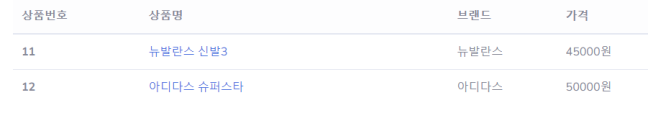 상품번호 상품명 브랜드 가격
11 뉴발란스 신발3 뉴발란스 45000원
12 아디다스 슈퍼스타 아디다스 50000원